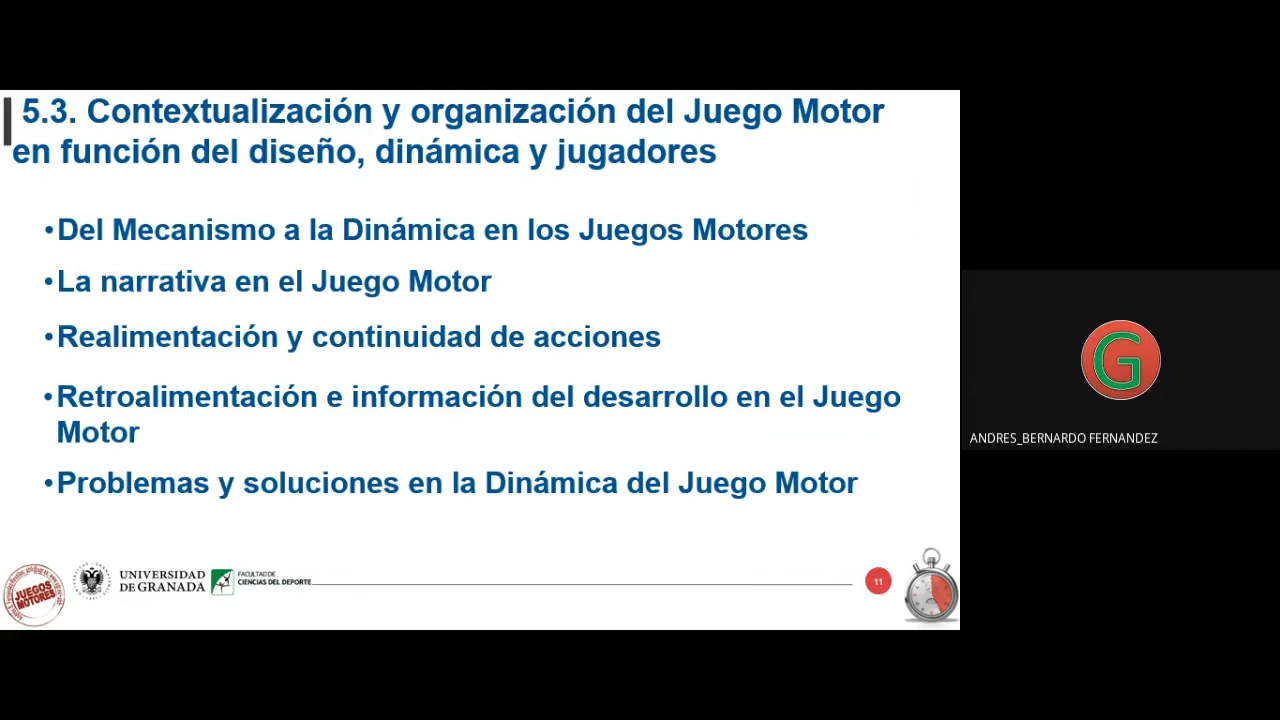 5.3. Contextualización y organización del Juego Motor
en función del diseño, dinámica y jugadores
•Del Mecanismo a la Dinámica en los Juegos Motores
•La narrativa en el Juego Motor
•Realimentación y continuidad de acciones
•Retroalimentación e información del desarrollo en el Juego
Motor
•Problemas y soluciones en la Dinámica del Juego Motor
G
ANDRES_BERNARDO FERNANDEZ
JUEGOS
MOTORES
UNIVERSIDAD
DE GRANADA
FACULTAD DE
CIENCIAS DEL DEPORTE
11